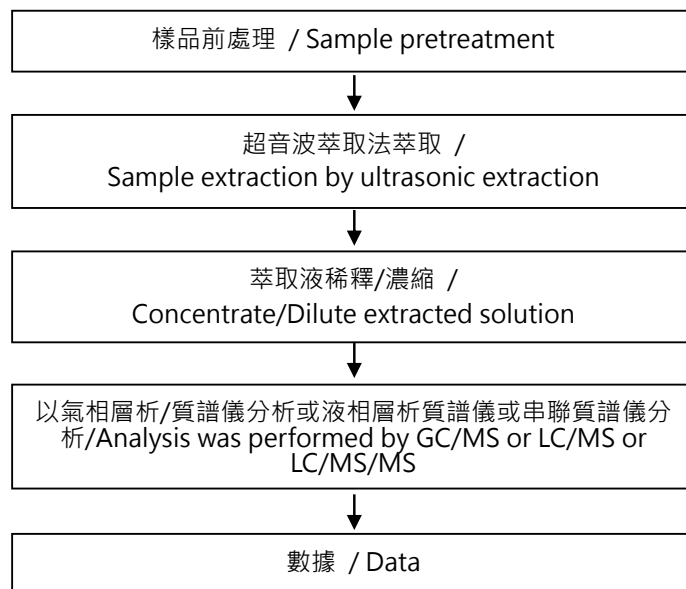 樣品前處理 / Sample pretreatment
超音波萃取法萃取 /
Sample extraction by ultrasonic extraction
萃取液稀釋/濃縮 /
Concentrate/Dilute extracted solution
以氣相層析/質譜儀分析或液相層析質譜儀或串聯質譜儀分
析/Analysis was performed by GC/MS or LC/MS or
LC/MS/MS
數據 / Data